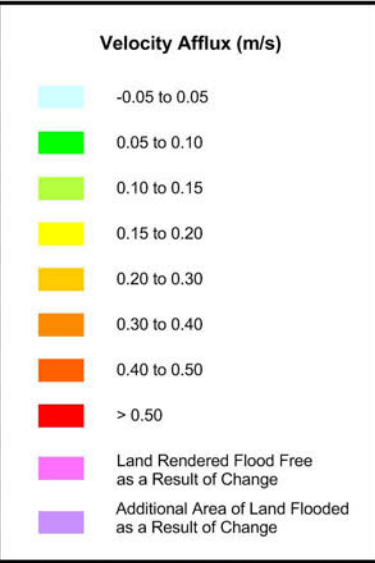 Velocity Afflux (m/s)
-0.05 to 0.05
0.05 to 0.10
0.10 to 0.15
0.15 to 0.20
0.20 to 0.30
0.30 to 0.40
0.40 to 0.50
> 0.50
Land Rendered Flood Free
as a Result of Change
Additional Area of Land Flooded
as a Result of Change